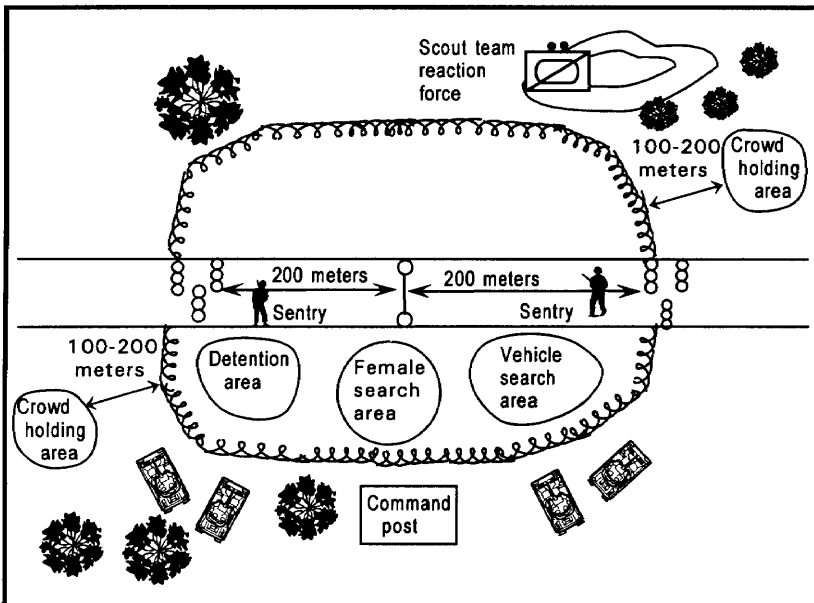 Scout team
reaction
force
100-200
meters
Crowd
holding
area
200 meters
200 meters
Sentry
Sentry
100-200
meters
Detention
area
Female
search
area
Vehicle
search
area
Crowd
holding
area
Command
post